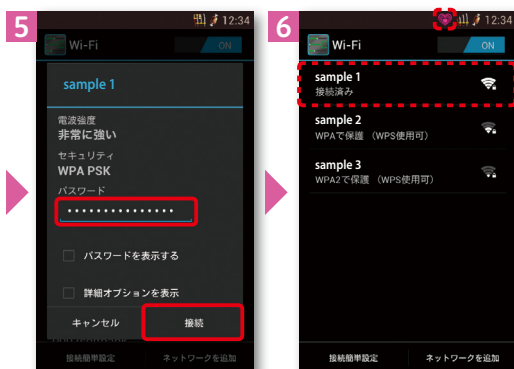 5
12:34
Wi-Fi
ON
sample 1
電波強度
非常に強い
セキュリティ
WPA PSK
パスワード
•••••••••••••••
パスワードを表示する
詳細オプションを表示
キャンセル
接続
接続簡単設定
ネットワークを追加
6
12:34
Wi-Fi
ON
sample 1
接続済み
sample 2
WPAで保護 （WPS使用可）
sample 3
WPA2で保護 （WPS使用可）
接続簡単設定
ネットワークを追加